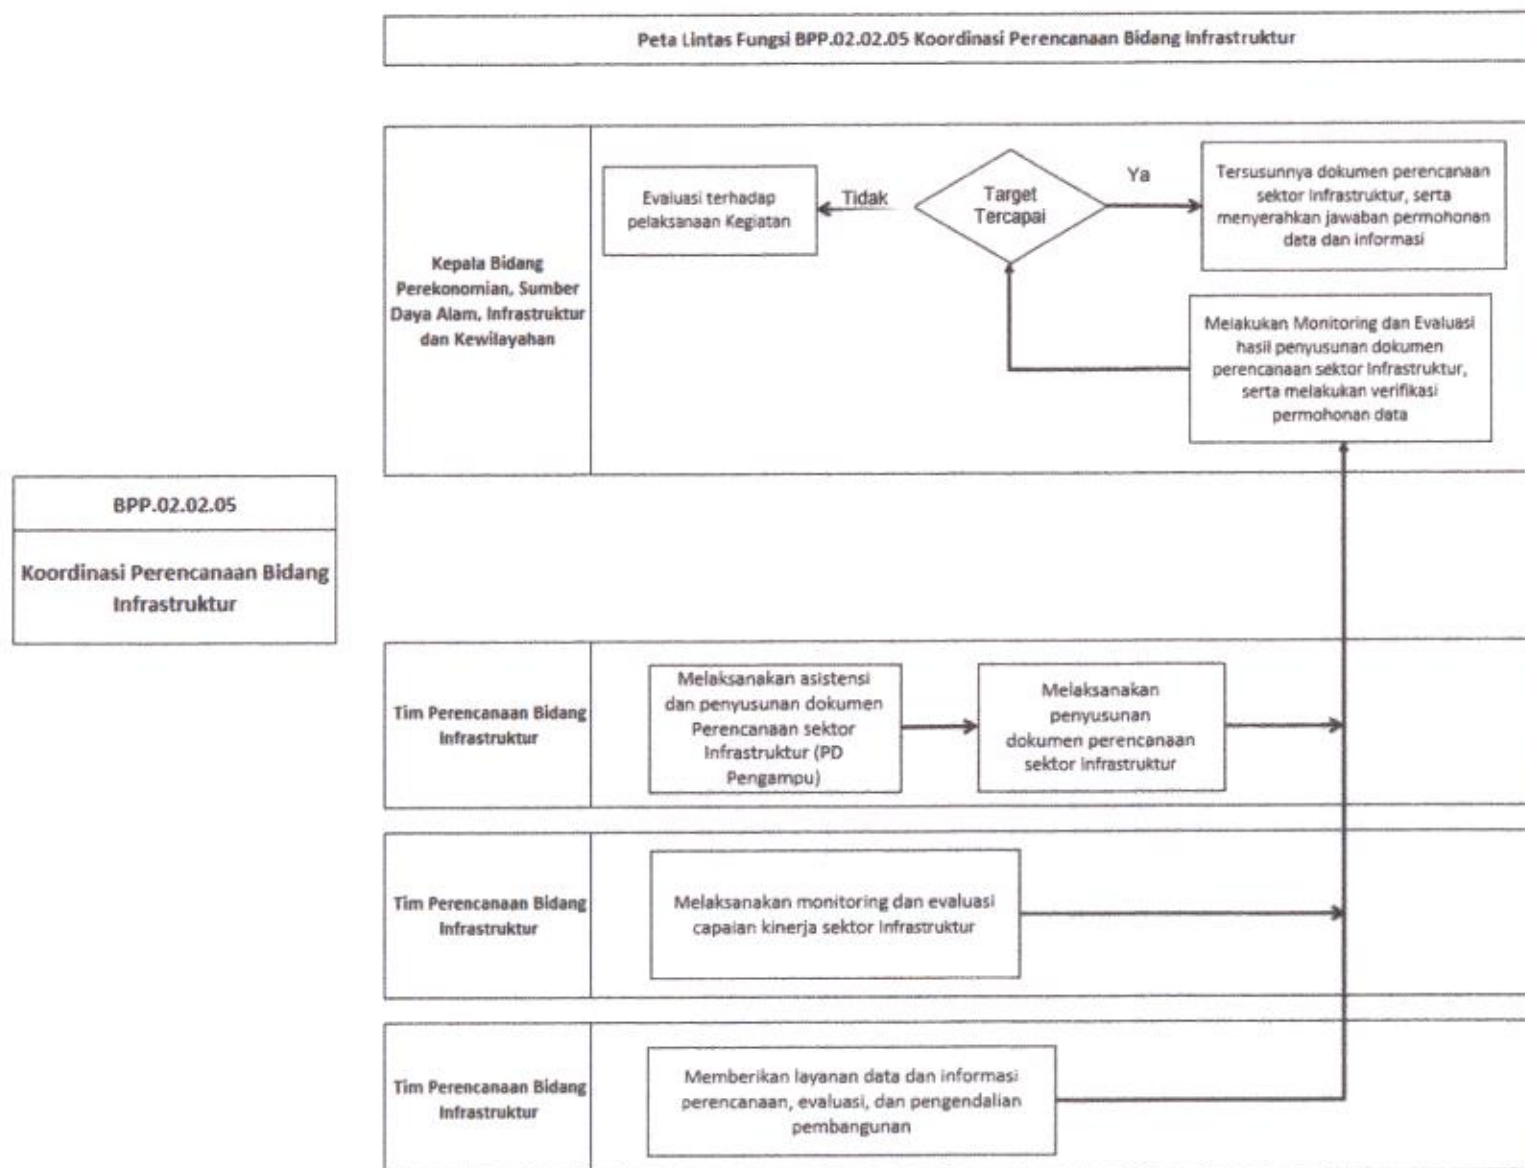 Peta Lintas Fungsi BPP.02.02.05 Koordinasi Perencanaan Bidang Infrastruktur
Kepala Bidang
Perekonomian, Sumber
Daya Alam, Infrastruktur
dan Kewilayahan
Evaluasi terhadap
pelaksanaan Kegiatan
Tidak
Target
Tercapai
Ya
Tersusunnya dokumen perencanaan
sektor Infrastruktur, serta
menyerahkan jawaban permohonan
data dan informasi
Melakukan Monitoring dan Evaluasi
hasil penyusunan dokumen
perencanaan sektor Infrastruktur,
serta melakukan verifikasi
permohonan data
BPP.02.02.05
Koordinasi Perencanaan Bidang
Infrastruktur
Tim Perencanaan Bidang
Infrastruktur
Melaksanakan asistensi
dan penyusunan dokumen
Perencanaan sektor
Infrastruktur (PD
Pengampu)
Melaksanakan
penyusunan
dokumen perencanaan
sektor Infrastruktur
Tim Perencanaan Bidang
Infrastruktur
Melaksanakan monitoring dan evaluasi
capaian kinerja sektor Infrastruktur
Tim Perencanaan Bidang
Infrastruktur
Memberikan layanan data dan informasi
perencanaan, evaluasi, dan pengendalian
pembangunan